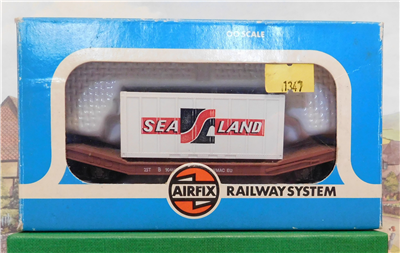 OO SCALE
1347
SEA LAND
AIRFIX RAILWAY SYSTEM